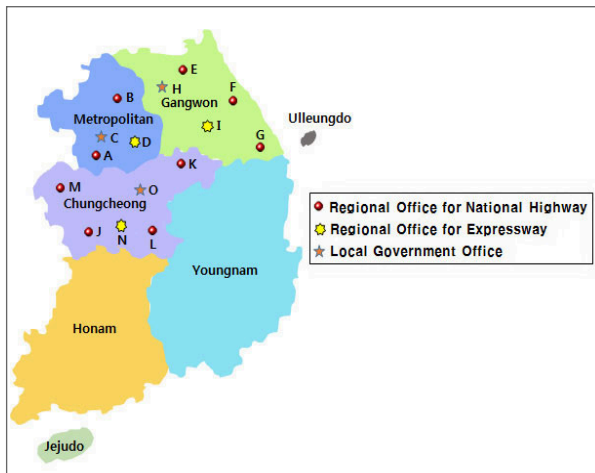 E
H
Gangwon
F
B
Metropolitan
I
Ulleungdo
C
D
G
A
K
M
O
Chungcheong
J
N
L
Regional Office for National Highway
Regional Office for Expressway
Local Government Office
Youngnam
Honam
Jejudo